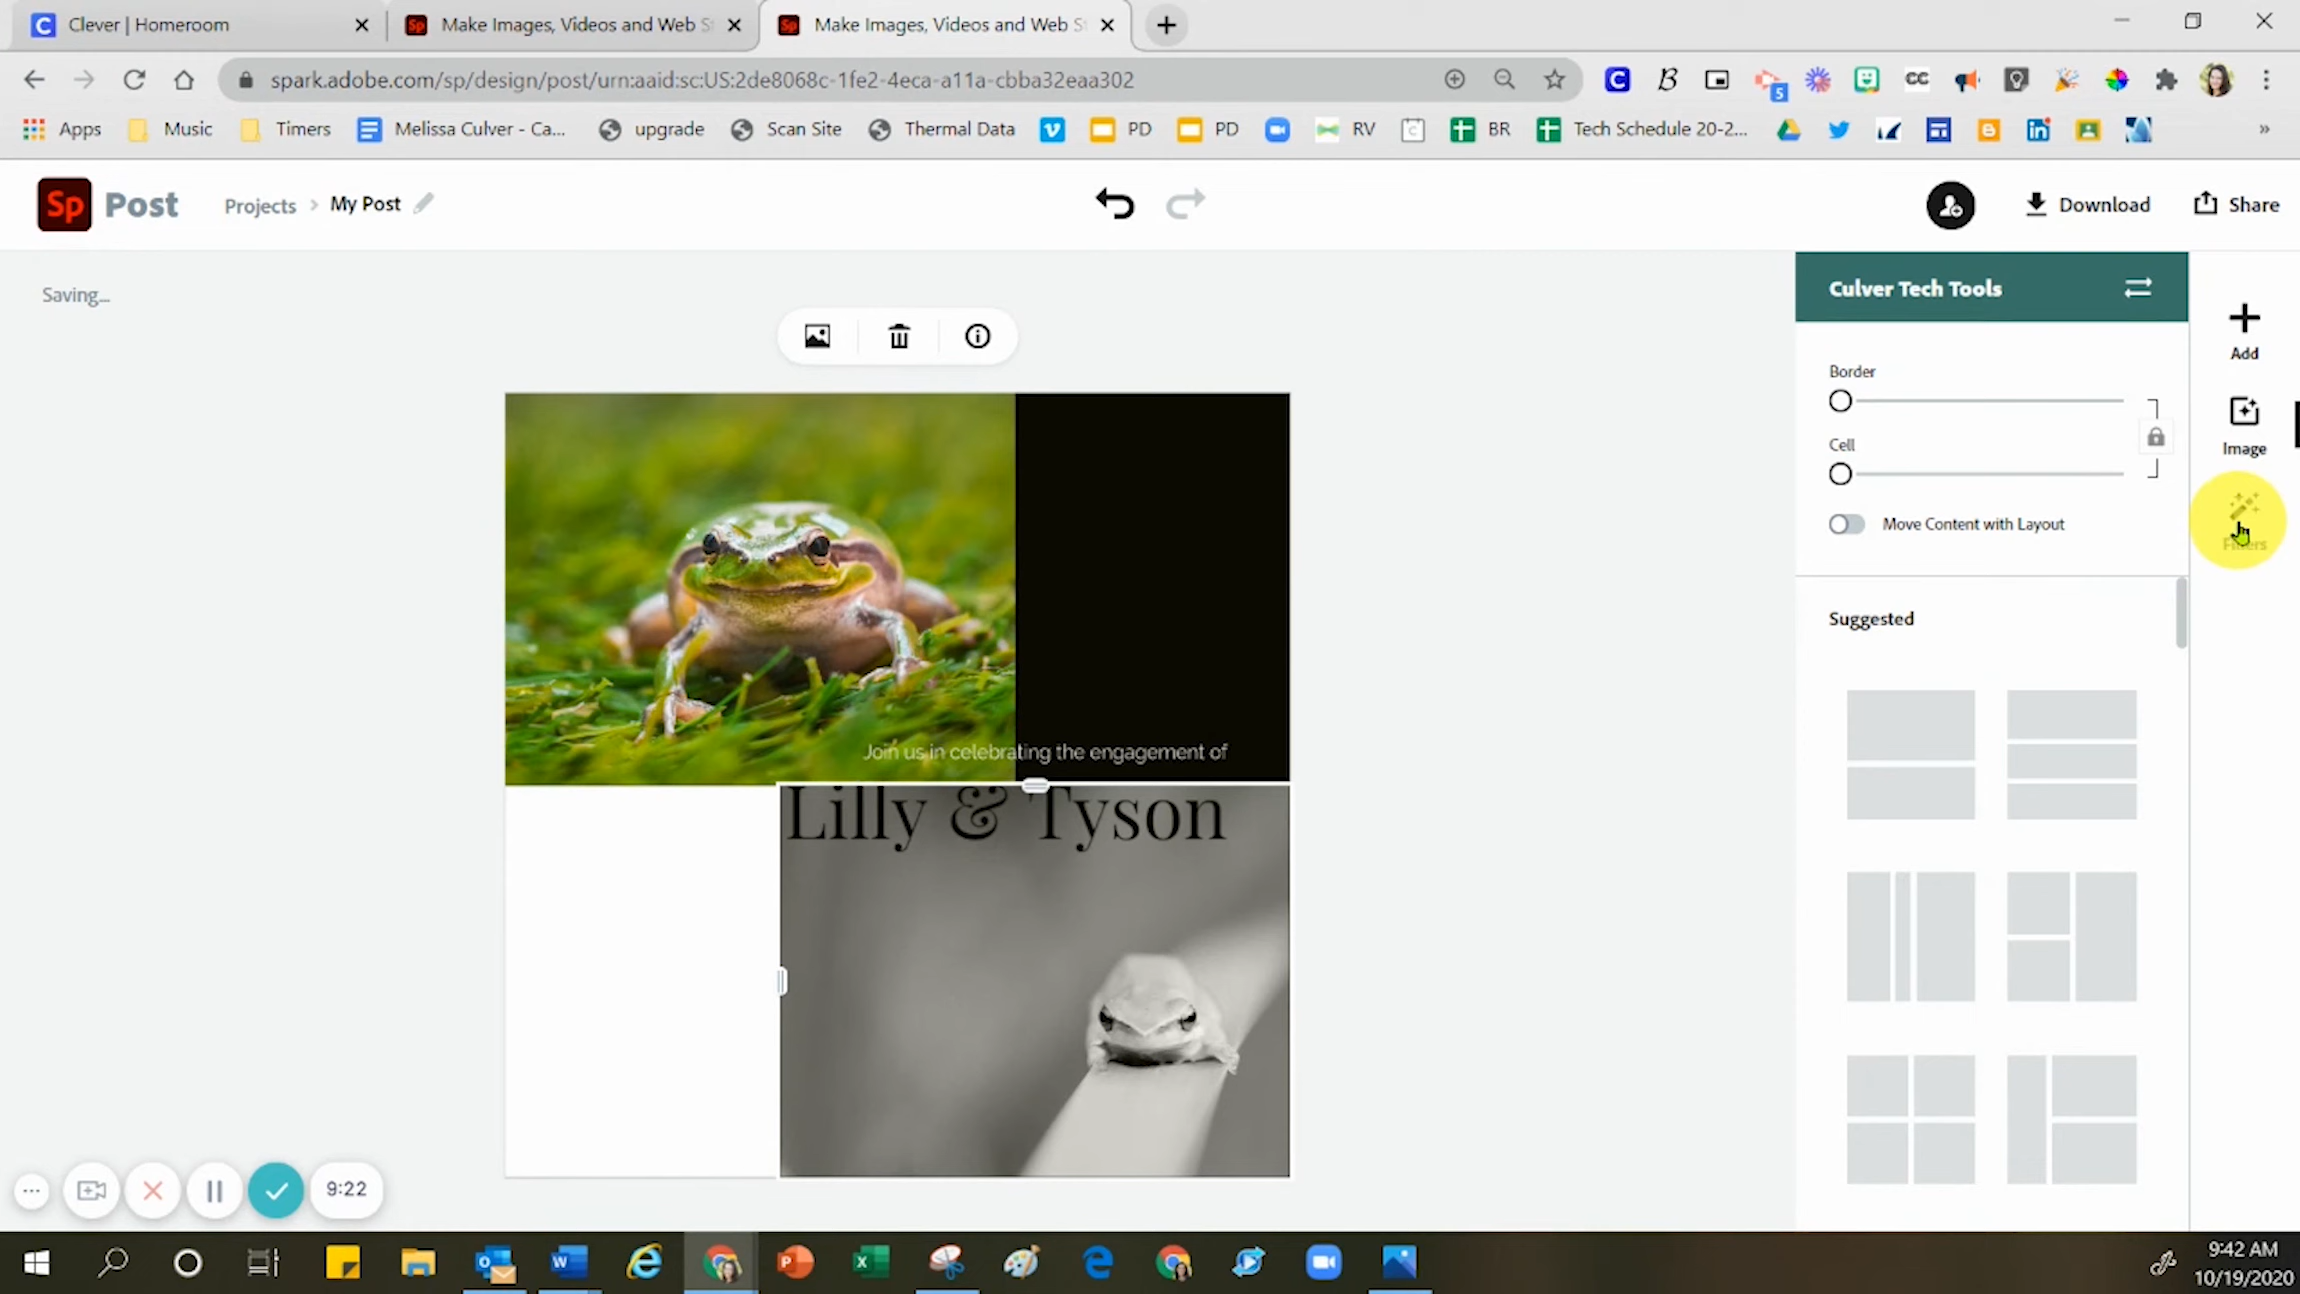 Clever | Homeroom
Make Images, Videos and Web S
Make Images, Videos and Web S
spark.adobe.com/sp/design/post/urn:aaid:sc:US:2de8068c-1fe2-4eca-a11a-cbba32eaa302
5
CC
Apps
Music
Timers
Melissa Culver - Ca...
upgrade
Scan Site
Thermal Data
PD
PD
RV
BR
Tech Schedule 20-2...
»
Sp
Post
Projects > My Post
Download
Share
Saving...
Culver Tech Tools
Border
Cell
Move Content with Layout
Suggested
Add
Image
Filters
Join us in celebrating the engagement of
Lilly & Tyson
9:22
9:42 AM
10/19/2020